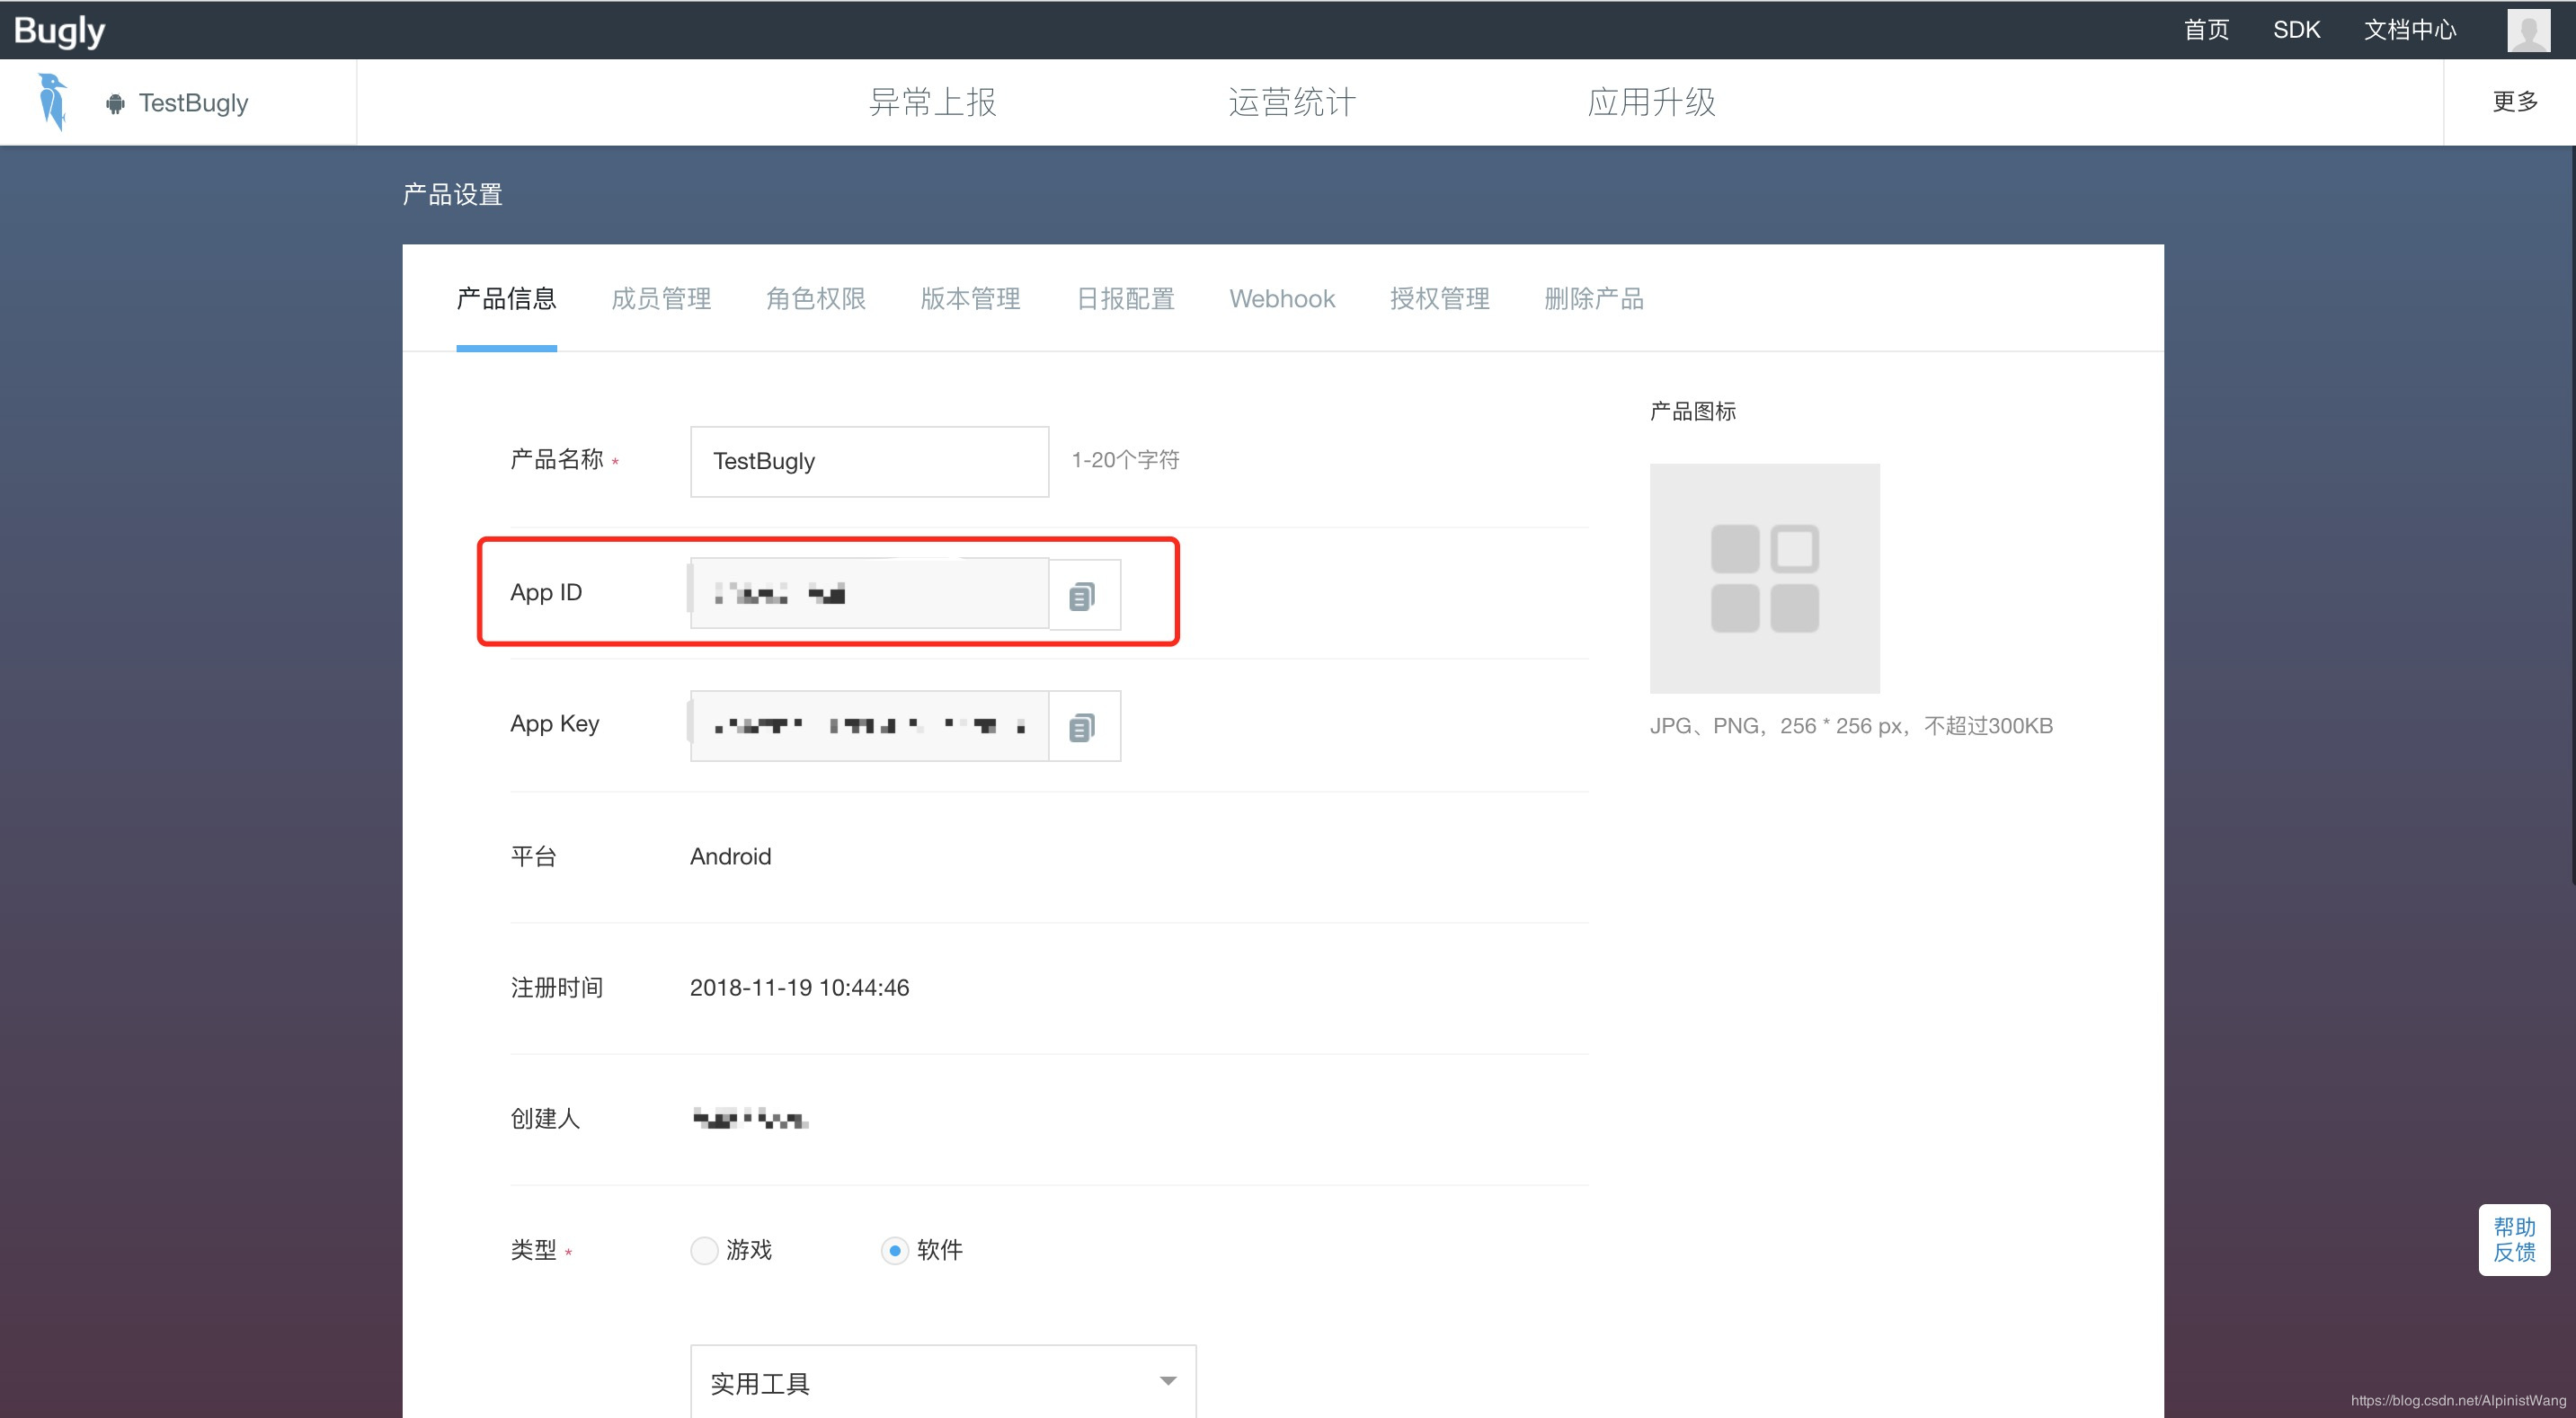 Bugly
首页 SDK 文档中心
TestBugly 异常上报 运营统计 应用升级 更多
产品设置
产品信息 成员管理 角色权限 版本管理 日报配置 Webhook 授权管理 删除产品
产品图标
产品名称 * TestBugly 1-20个字符
App ID
App Key
JPG、PNG，256 * 256 px，不超过300KB
平台 Android
注册时间 2018-11-19 10:44:46
创建人
类型 * 游戏 软件
帮助
反馈
实用工具
https://blog.csdn.net/AlpinistWang